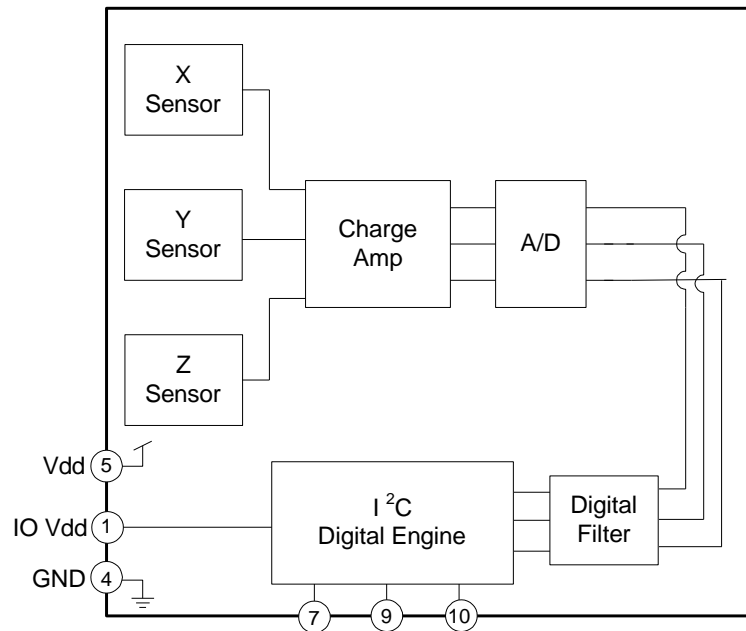 X
Sensor
Y
Sensor
Charge
Amp
A/D
Z
Sensor
Vdd 5
IO Vdd 1
GND 4
I ²C
Digital Engine
Digital
Filter
7 9 10